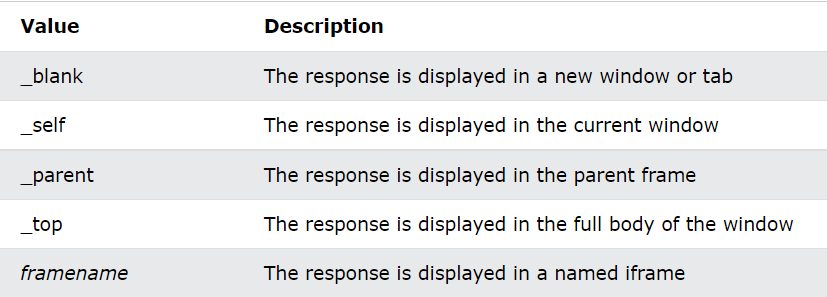 Value Description
_blank The response is displayed in a new window or tab
_self The response is displayed in the current window
_parent The response is displayed in the parent frame
_top The response is displayed in the full body of the window
framename The response is displayed in a named iframe